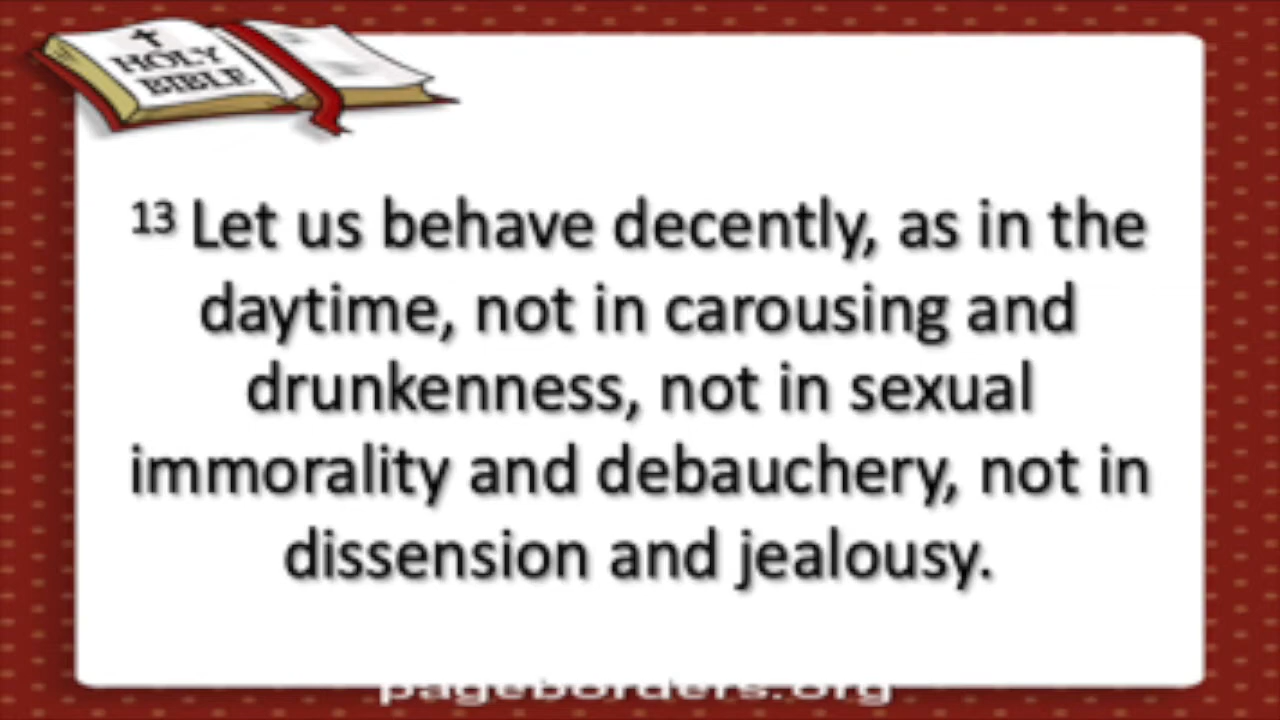 HOLY
BIBLE
13 Let us behave decently, as in the
daytime, not in carousing and
drunkenness, not in sexual
immorality and debauchery, not in
dissension and jealousy.
pageborders.org